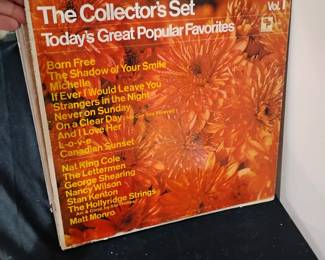 The Collector's Set
Vol. 1
Today's Great Popular Favorites
Born Free
The Shadow of Your Smile
Michelle
If Ever I Would Leave You
Strangers in the Night
Never on Sunday
On a Clear Day
And I Love Her
L-o-v-e
Canadian Sunset
Nat King Cole
The Lettermen
George Shearing
Nancy Wilson
Stan Kenton
The Hollyridge Strings
Matt Monro